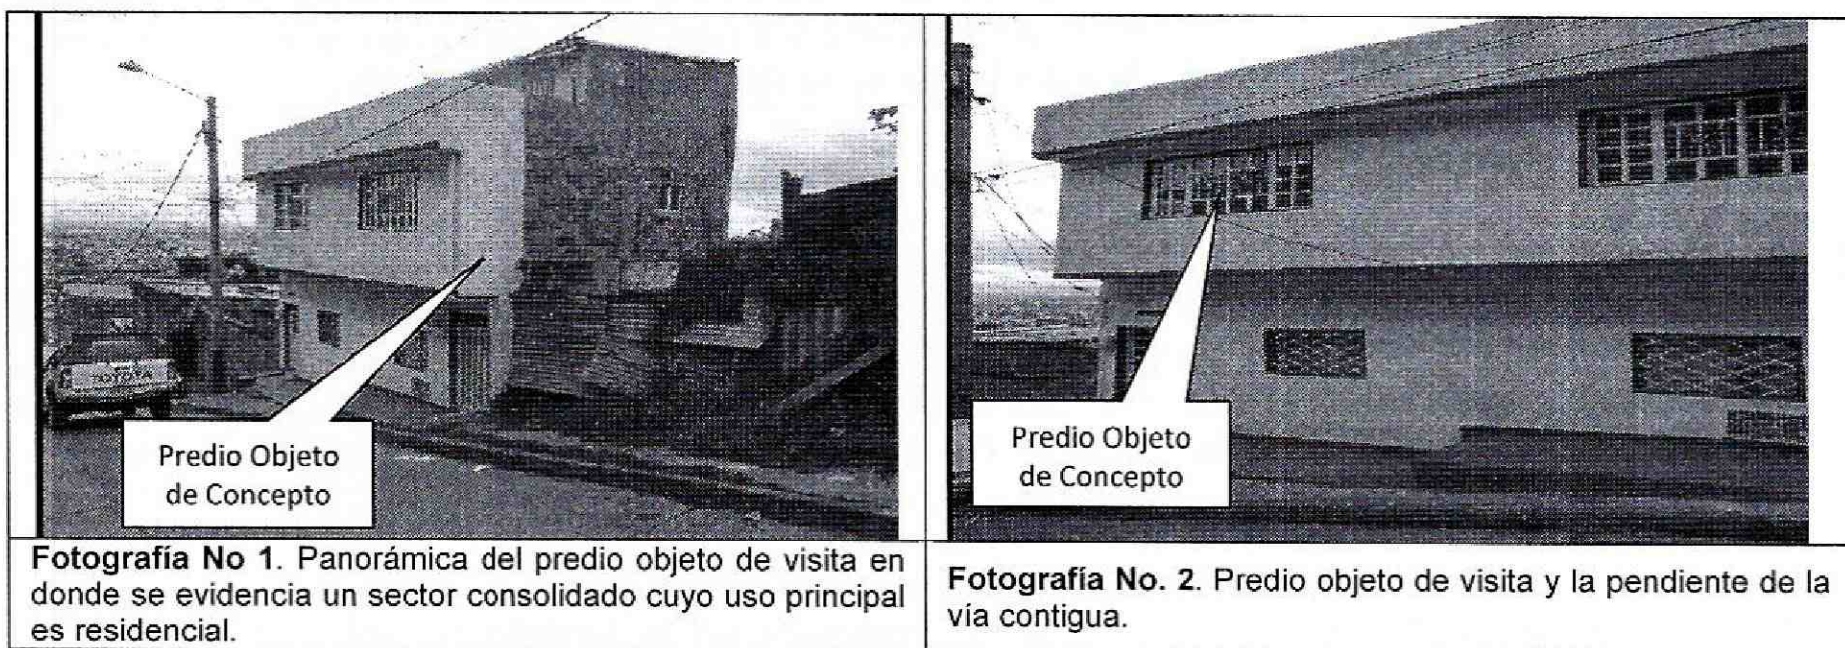 Predio Objeto
de Concepto
Predio Objeto
de Concepto
Fotografía No 1. Panorámica del predio objeto de visita en
donde se evidencia un sector consolidado cuyo uso principal
es residencial.
Fotografía No. 2. Predio objeto de visita y la pendiente de la
vía contigua.